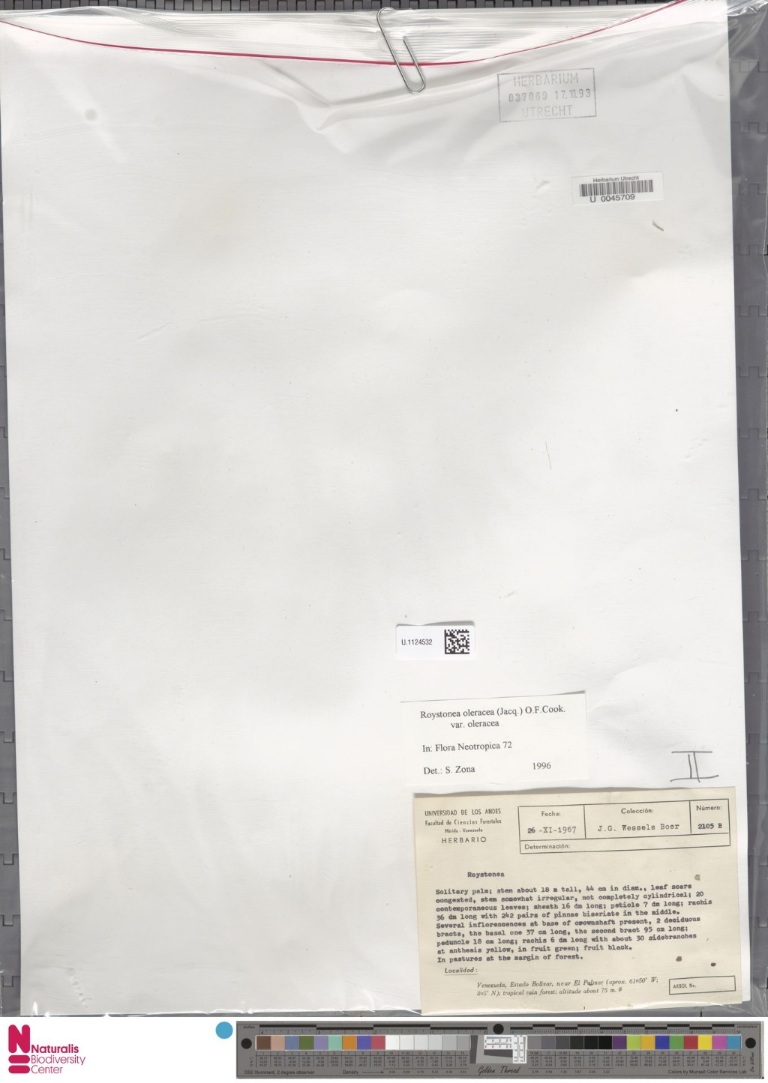 HERBARIUM
037069 17.11.93
UTRECHT
Herbarium Utrecht
U 0045709
U.1124532
Roystonea oleracea (Jacq.) O.F.Cook.
var. oleracea
In: Flora Neotropica 72
Det.: S. Zona 1996
II
UNIVERSIDAD DE LOS ANDES
Facultad de Ciencias Forestales
Mérida - Venezuela
HERBARIO
Fecha: 26-XI-1967
Colección: J.G. Wessels Boer
Número: 2103 B
Determinación:
Roystonea
Solitary palm; stem about 18 m tall, 44 cm in diam., leaf scars
congested, stem somewhat irregular, not completely cylindrical; 20
contemporaneous leaves; sheath 16 dm long; petiole 7 dm long; rachis
36 dm long with 242 pairs of pinnae biseriate in the middle.
Several inflorescences at base of crownshaft present, 2 deciduous
bracts, the basal one 37 cm long, the second bract 95 cm long;
peduncle 18 cm long; rachis 6 dm long with about 30 sidebranches
at anthesis yellow, in fruit green; fruit black.
In pastures at the margin of forest.
Localidad:
Venezuela, Estado Bolívar, near El Palmar (aprox. 61°50' W;
N); tropical rain forest: altitude about 75 m.
ARBOL No.
Naturalis
Biodiversity
Center
Golden Thread